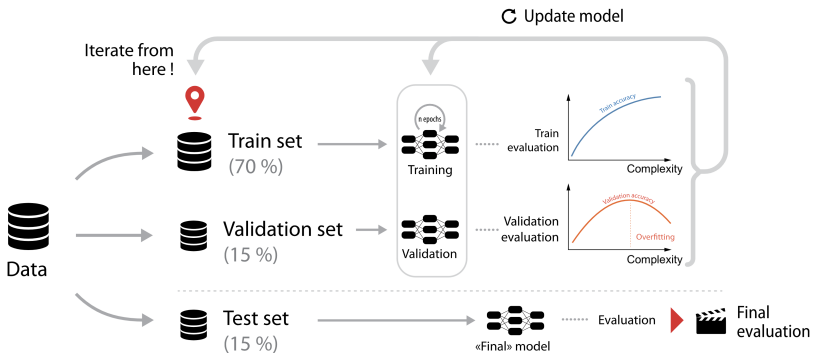 Update model
Iterate from
here !
n epochs
Train set
(70 %)
Training
Train
evaluation
Train accuracy
Complexity
Data
Validation set
(15 %)
Validation
Validation
evaluation
Validation accuracy
Overfitting
Complexity
Test set
(15 %)
«Final» model
Evaluation
Final
evaluation